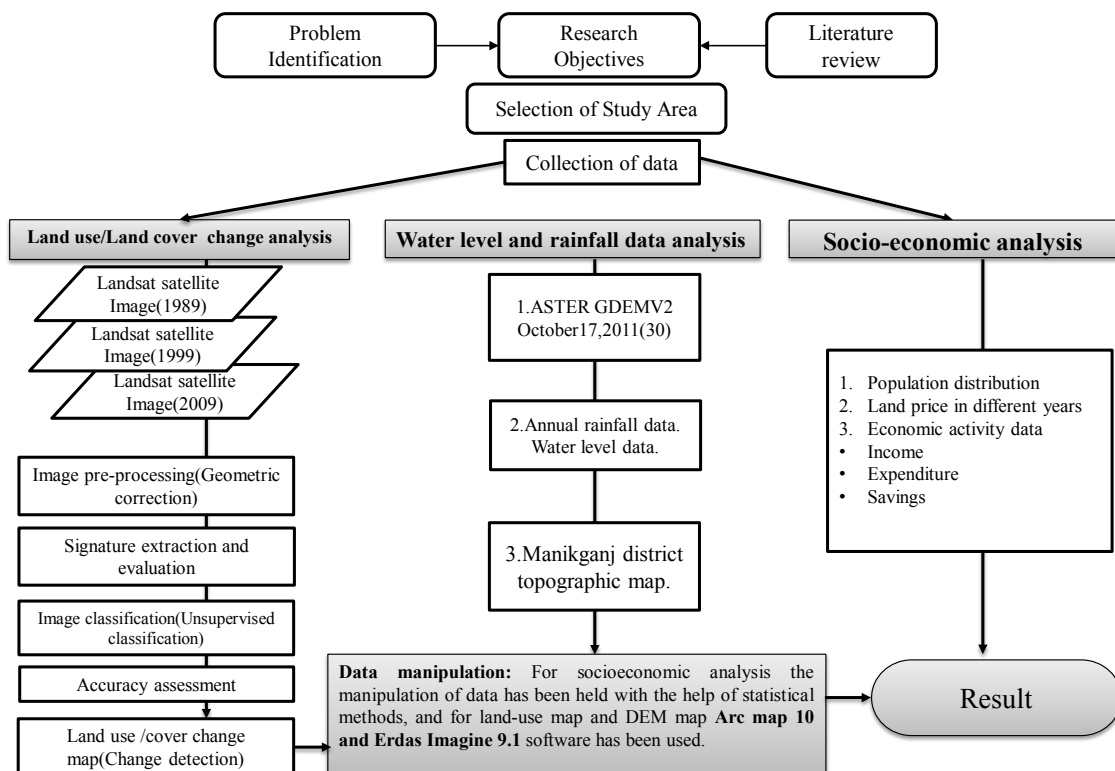 Problem
Identification
Research
Objectives
Literature
review
Selection of Study Area
Collection of data
Land use/Land cover change analysis
Landsat satellite
Image(1989)
Landsat satellite
Image(1999)
Landsat satellite
Image(2009)
Image pre-processing(Geometric
correction)
Signature extraction and
evaluation
Image classification(Unsupervised
classification)
Accuracy assessment
Land use /cover change
map(Change detection)
Water level and rainfall data analysis
1.ASTER GDEMV2
October17,2011(30)
2.Annual rainfall data.
Water level data.
3.Manikganj district
topographic map.
Data manipulation: For socioeconomic analysis the
manipulation of data has been held with the help of statistical
methods, and for land-use map and DEM map Arc map 10
and Erdas Imagine 9.1 software has been used.
Socio-economic analysis
1. Population distribution
2. Land price in different years
3. Economic activity data
• Income
• Expenditure
• Savings
Result